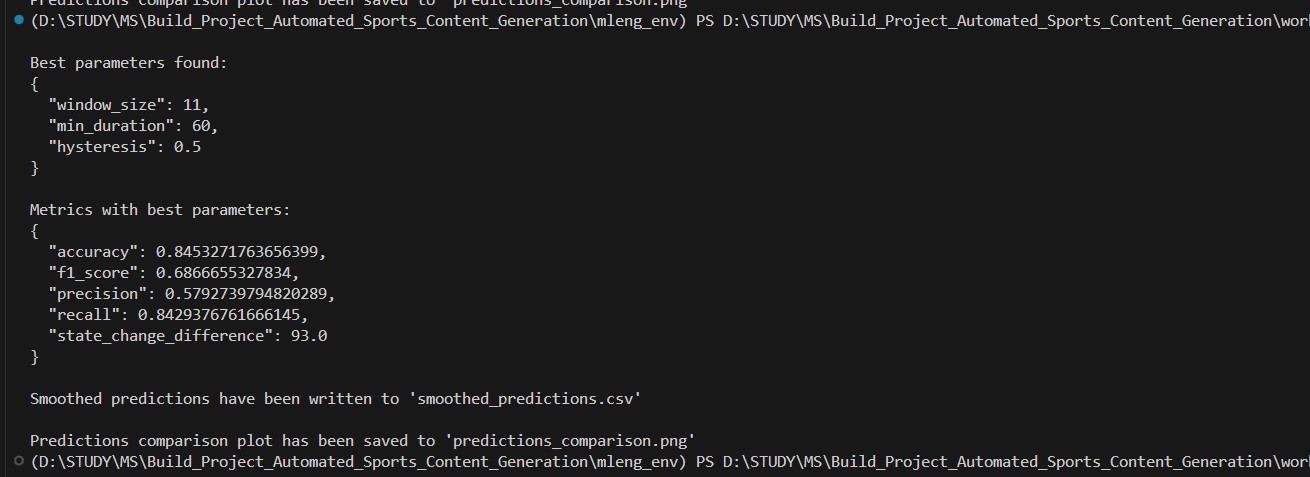 Predictions comparison plot has been saved to 'predictions_comparison.png'
(D:\STUDY\MS\Build_Project_Automated_Sports_Content_Generation\mleng_env) PS D:\STUDY\MS\Build_Project_Automated_Sports_Content_Generation\wor
Best parameters found:
{
"window_size": 11,
"min_duration": 60,
"hysteresis": 0.5
}
Metrics with best parameters:
{
"accuracy": 0.8453271763656399,
"f1_score": 0.6866655327834,
"precision": 0.5792739794820289,
"recall": 0.8429376761666145,
"state_change_difference": 93.0
}
Smoothed predictions have been written to 'smoothed_predictions.csv'
Predictions comparison plot has been saved to 'predictions_comparison.png'
(D:\STUDY\MS\Build_Project_Automated_Sports_Content_Generation\mleng_env) PS D:\STUDY\MS\Build_Project_Automated_Sports_Content_Generation\wor